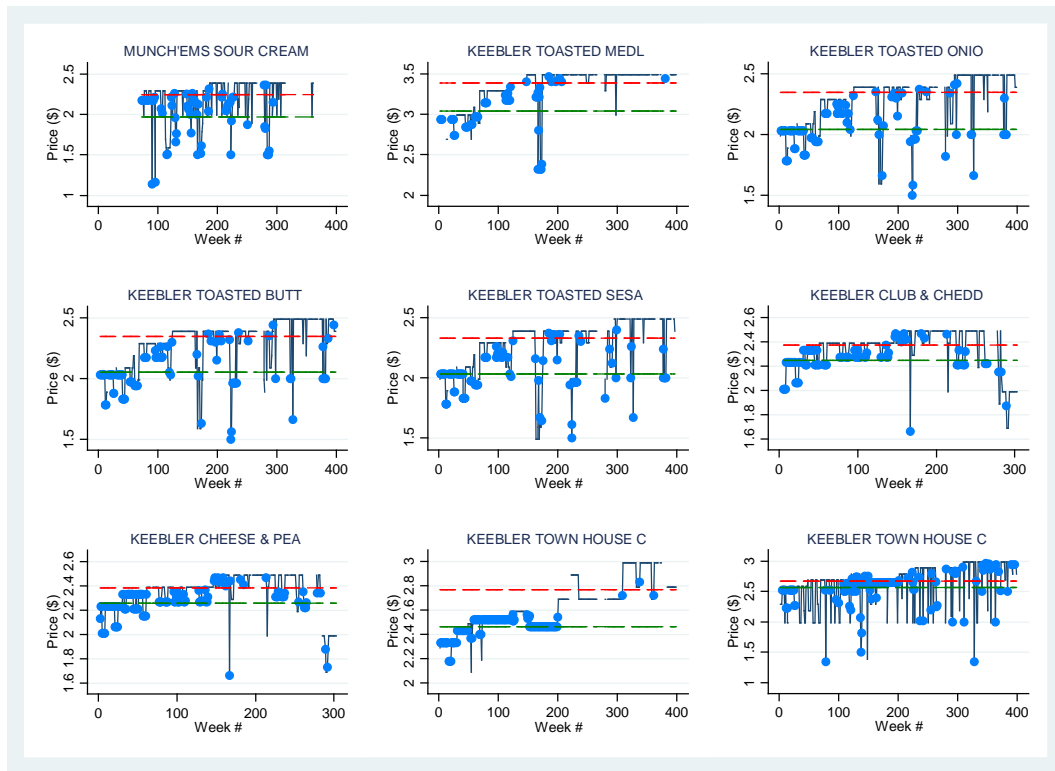 MUNCH'EMS SOUR CREAM
Price ($)
2.5
2
1.5
1
0 100 200 300 400
Week #
KEEBLER TOASTED MEDL
Price ($)
3.5
3
2.5
2
0 100 200 300 400
Week #
KEEBLER TOASTED ONIO
Price ($)
2.5
2
1.5
0 100 200 300 400
Week #
KEEBLER TOASTED BUTT
Price ($)
2.5
2
1.5
0 100 200 300 400
Week #
KEEBLER TOASTED SESA
Price ($)
2.5
2
1.5
0 100 200 300 400
Week #
KEEBLER CLUB & CHEDD
Price ($)
2.6
2.4
2.2
2
1.8
1.6
0 100 200 300
Week #
KEEBLER CHEESE & PEA
Price ($)
2.6
2.4
2.2
2
1.8
1.6
0 100 200 300
Week #
KEEBLER TOWN HOUSE C
Price ($)
3
2.8
2.6
2.4
2.2
2
0 100 200 300 400
Week #
KEEBLER TOWN HOUSE C
Price ($)
3
2.5
2
1.5
1
0 100 200 300 400
Week #